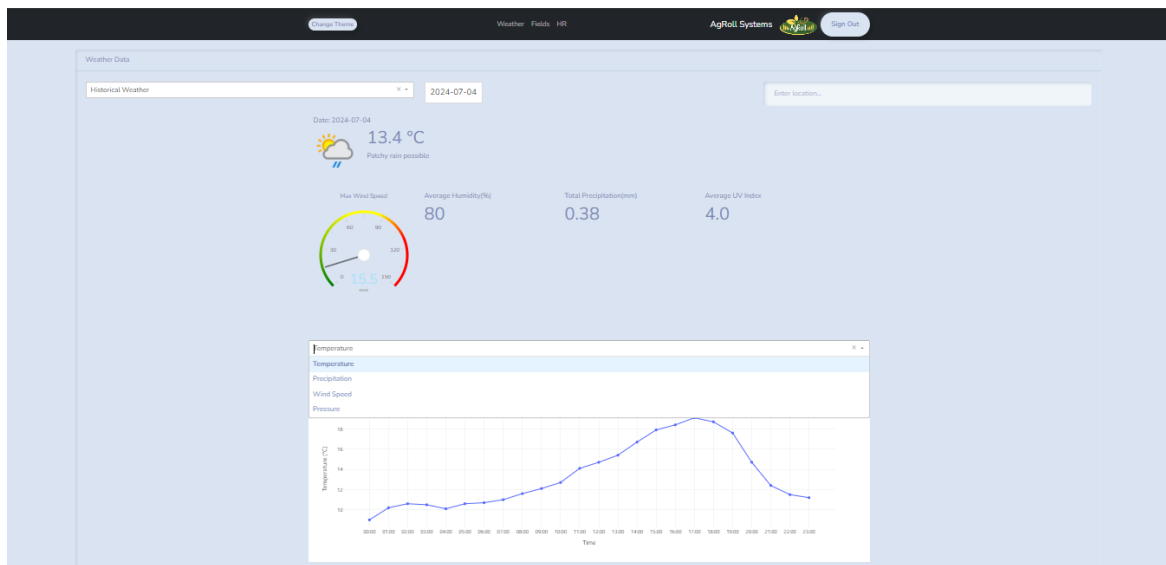 Change Theme
Weather Fields HR
AgRoll Systems
Sign Out
Weather Data
Historical Weather
2024-07-04
Enter location...
Date: 2024-07-04
13.4 °C
Patchy rain possible
Max Wind Speed
Average Humidity(%)
Total Precipitation(mm)
Average UV Index
80
0.38
4.0
60 90
30 120
0 15.5 150
Temperature
Temperature
Precipitation
Wind Speed
Pressure
18
16
Temperature (°C)
14
12
00:00 01:00 02:00 03:00 04:00 05:00 06:00 07:00 08:00 09:00 10:00 11:00 12:00 13:00 14:00 15:00 16:00 17:00 18:00 19:00 20:00 21:00 22:00 23:00
Time